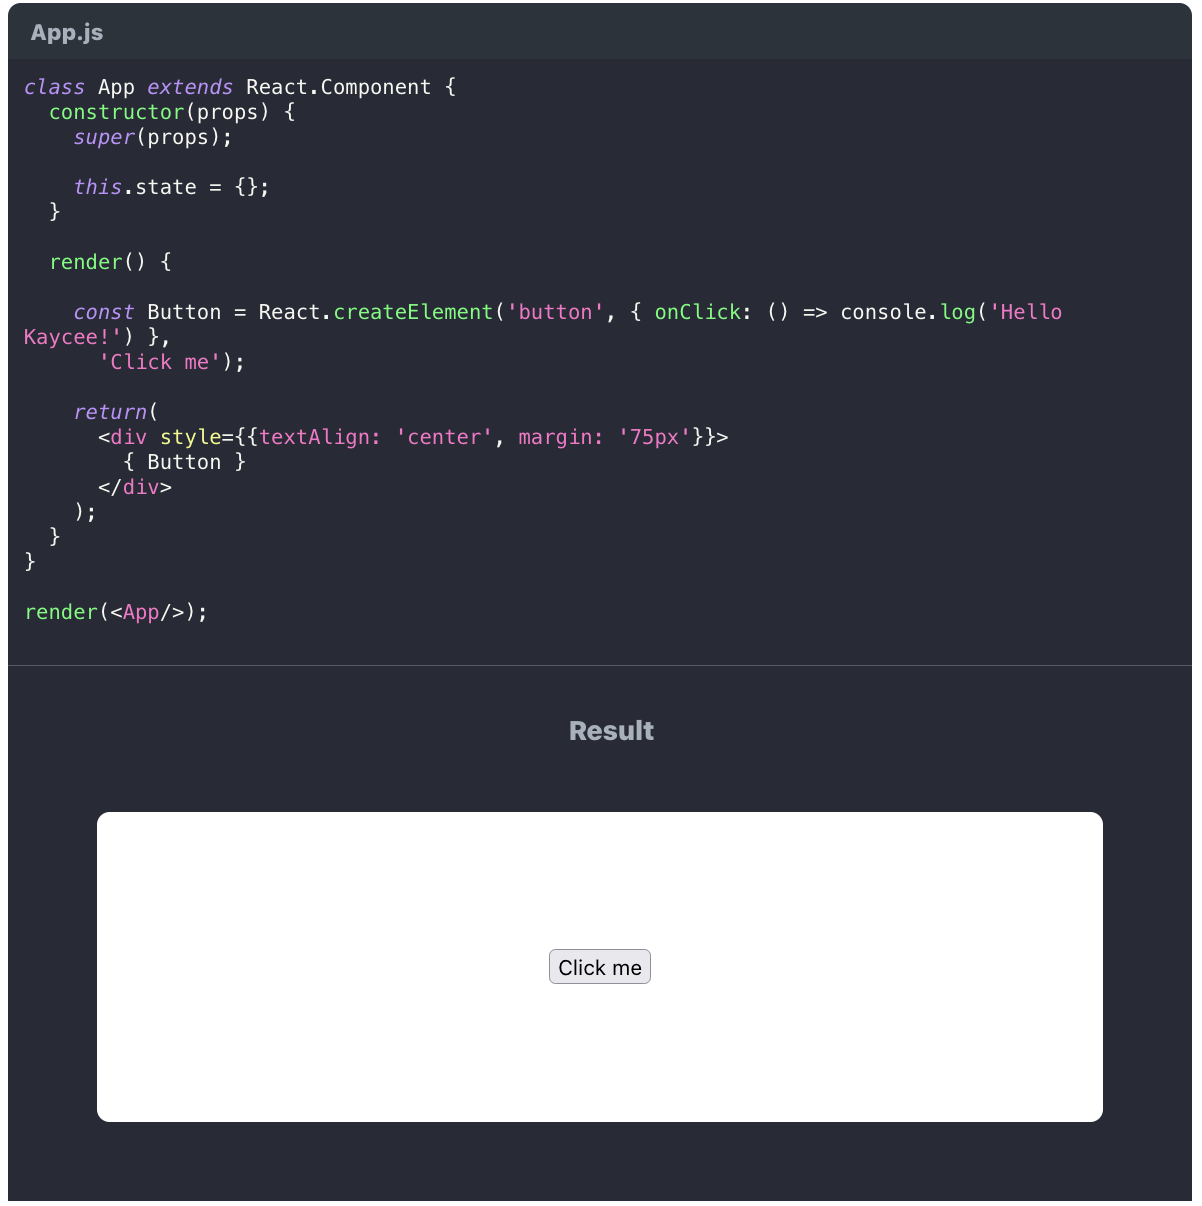 App.js
class App extends React.Component {
  constructor(props) {
    super(props);
    this.state = {};
  }
  render() {
    const Button = React.createElement('button', { onClick: () => console.log('Hello
Kaycee!') },
      'Click me');
    return(
      <div style={{textAlign: 'center', margin: '75px'}}>
        { Button }
      </div>
    );
  }
}
render(<App/>);
Result
Click me